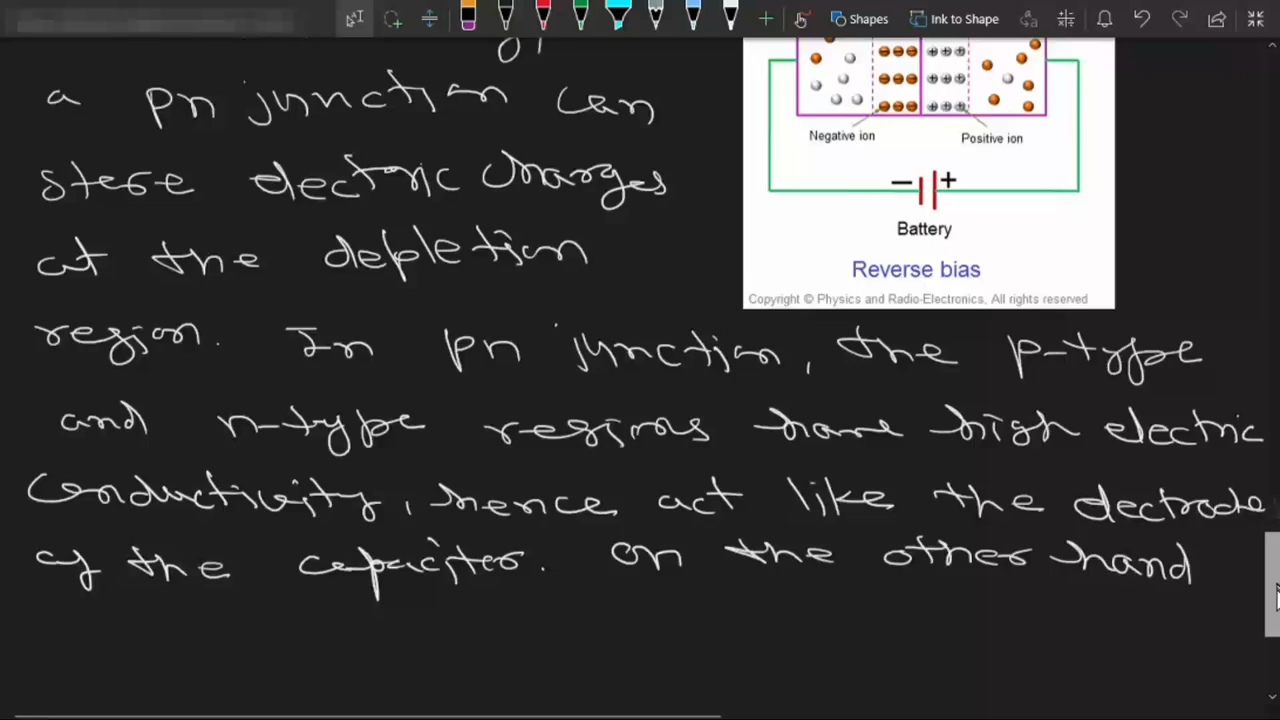 Shapes
Ink to Shape
a pn junction can
store electric charges
at the depletion
region. In pn junction, the p-type
and n-type regions have high electric
conductivity, hence act like the electrode
of the capacitor. On the other hand
Negative ion
Positive ion
− +
Battery
Reverse bias
Copyright © Physics and Radio-Electronics. All rights reserved